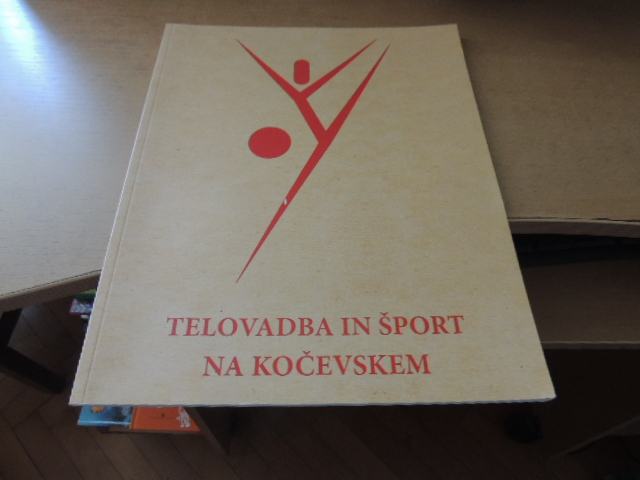 TELOVADBA IN ŠPORT
NA KOČEVSKEM